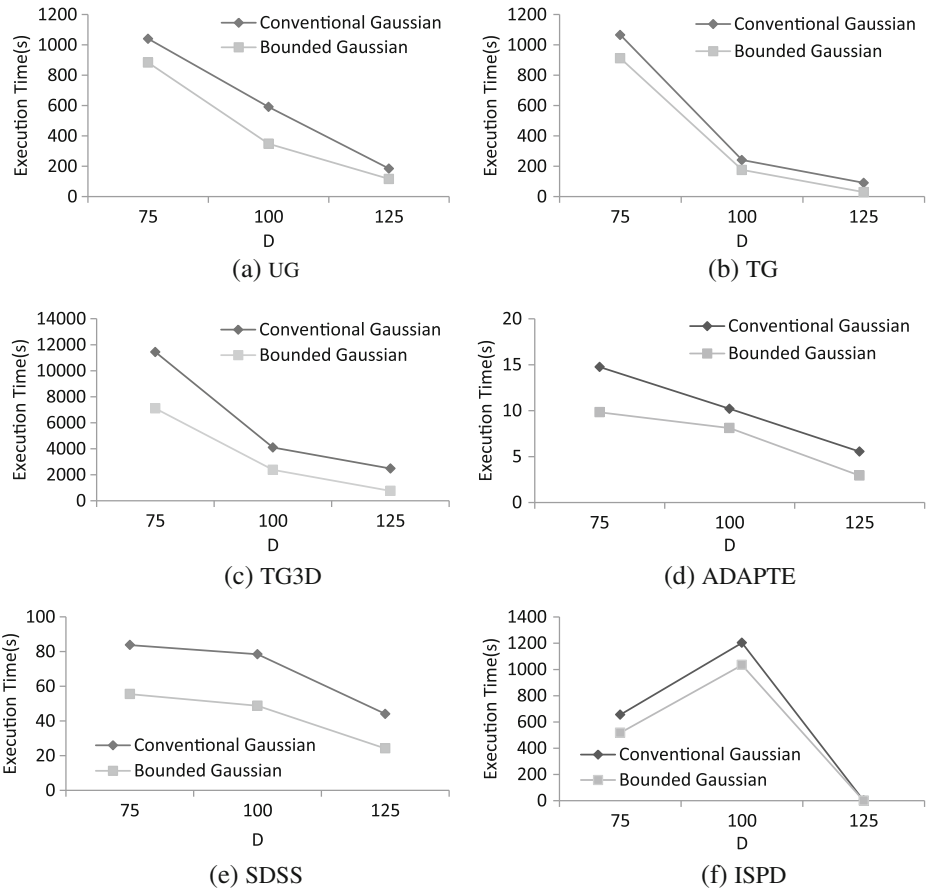 1200
1000
800
600
400
200
0
Execution Time(s)
Conventional Gaussian
Bounded Gaussian
75 100 125
D
(a) UG
1200
1000
800
600
400
200
0
Execution Time(s)
Conventional Gaussian
Bounded Gaussian
75 100 125
D
(b) TG
14000
12000
10000
8000
6000
4000
2000
0
Execution Time(s)
Conventional Gaussian
Bounded Gaussian
75 100 125
D
(c) TG3D
20
15
10
5
0
Execution Time(s)
Conventional Gaussian
Bounded Gaussian
75 100 125
D
(d) ADAPTE
100
80
60
40
20
0
Execution Time(s)
Conventional Gaussian
Bounded Gaussian
75 100 125
D
(e) SDSS
1400
1200
1000
800
600
400
200
0
Execution Time(s)
Conventional Gaussian
Bounded Gaussian
75 100 125
D
(f) ISPD